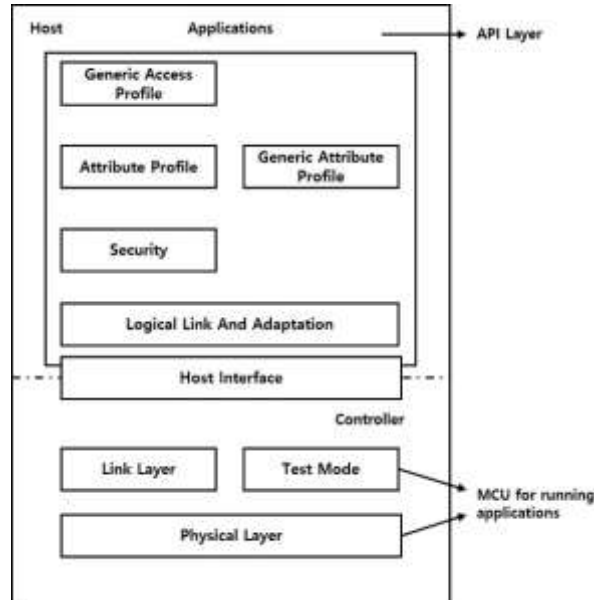 Host
Applications
API Layer
Generic Access
Profile
Attribute Profile
Generic Attribute
Profile
Security
Logical Link And Adaptation
Host Interface
Controller
Link Layer
Test Mode
MCU for running
applications
Physical Layer